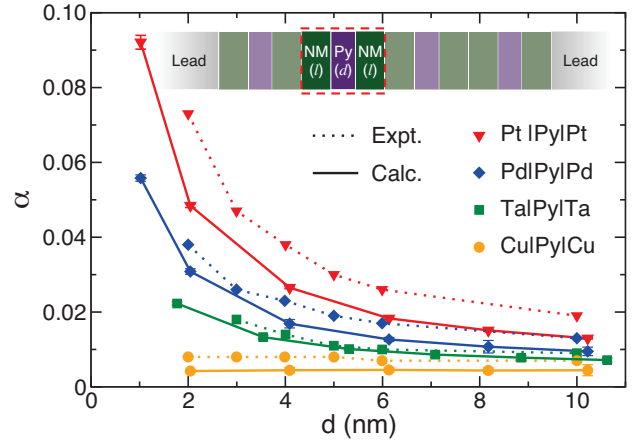 0.10
0.08
0.06
0.04
0.02
0
α
Lead
NM Py NM
(l) (d) (l)
Lead
Expt.
Calc.
Pt |Py|Pt
Pd|Py|Pd
Ta|Py|Ta
Cu|Py|Cu
0 2 4 6 8 10
d (nm)